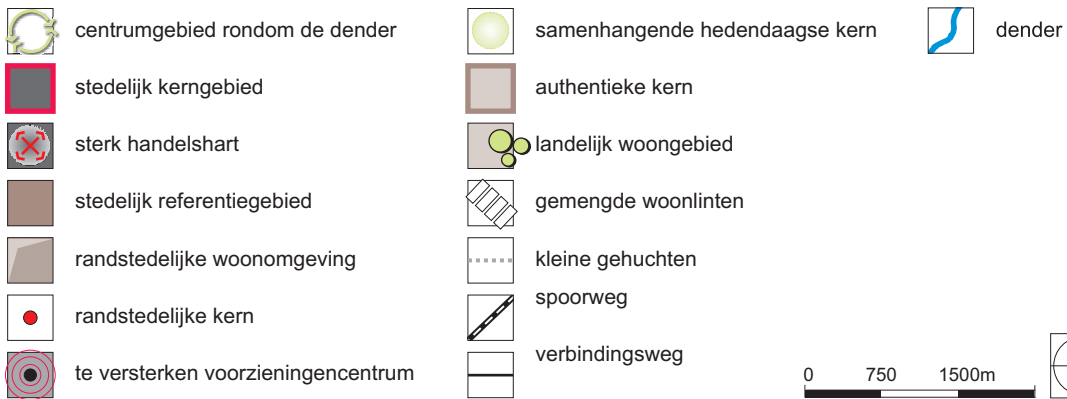 centrumgebied rondom de dender
stedelijk kerngebied
sterk handelshart
stedelijk referentiegebied
randstedelijke woonomgeving
randstedelijke kern
te versterken voorzieningencentrum
samenhangende hedendaagse kern
authentieke kern
landelijk woongebied
gemengde woonlinten
kleine gehuchten
spoorweg
verbindingsweg
dender
0 750 1500m